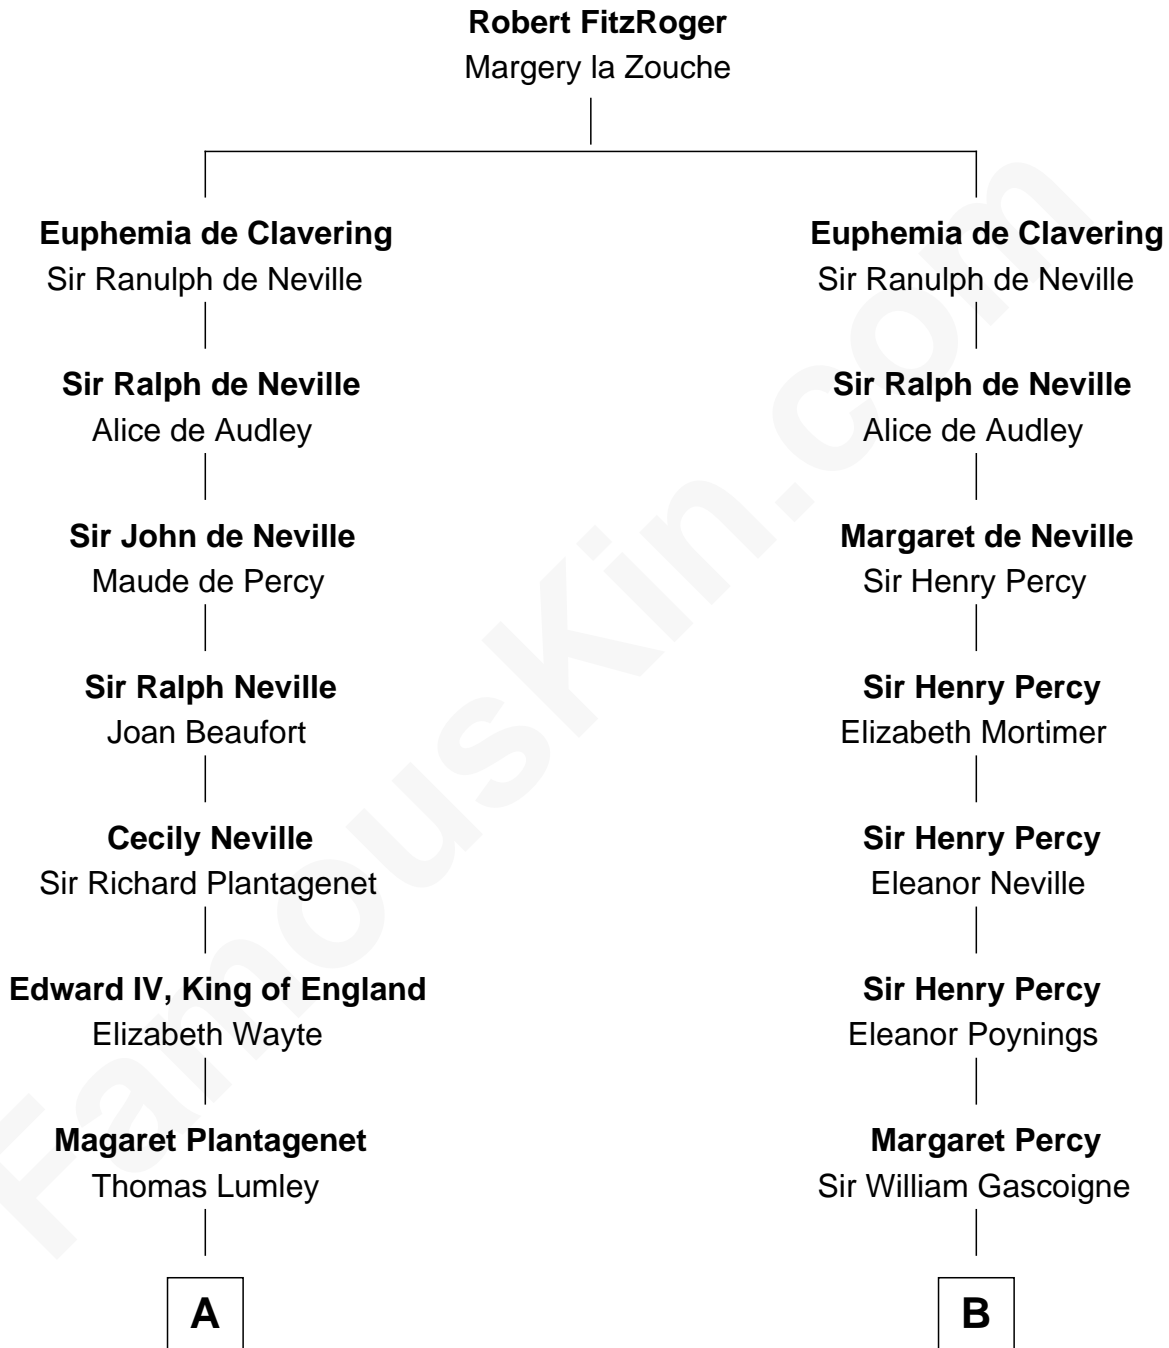 Robert FitzRoger
Margery la Zouche
Euphemia de Clavering
Sir Ranulph de Neville
Euphemia de Clavering
Sir Ranulph de Neville
Sir Ralph de Neville
Alice de Audley
Sir Ralph de Neville
Alice de Audley
Sir John de Neville
Maude de Percy
Margaret de Neville
Sir Henry Percy
Sir Ralph Neville
Joan Beaufort
Sir Henry Percy
Elizabeth Mortimer
Cecily Neville
Sir Richard Plantagenet
Sir Henry Percy
Eleanor Neville
Edward IV, King of England
Elizabeth Wayte
Sir Henry Percy
Eleanor Poynings
Magaret Plantagenet
Thomas Lumley
Margaret Percy
Sir William Gascoigne
A
B
FamousKin.com